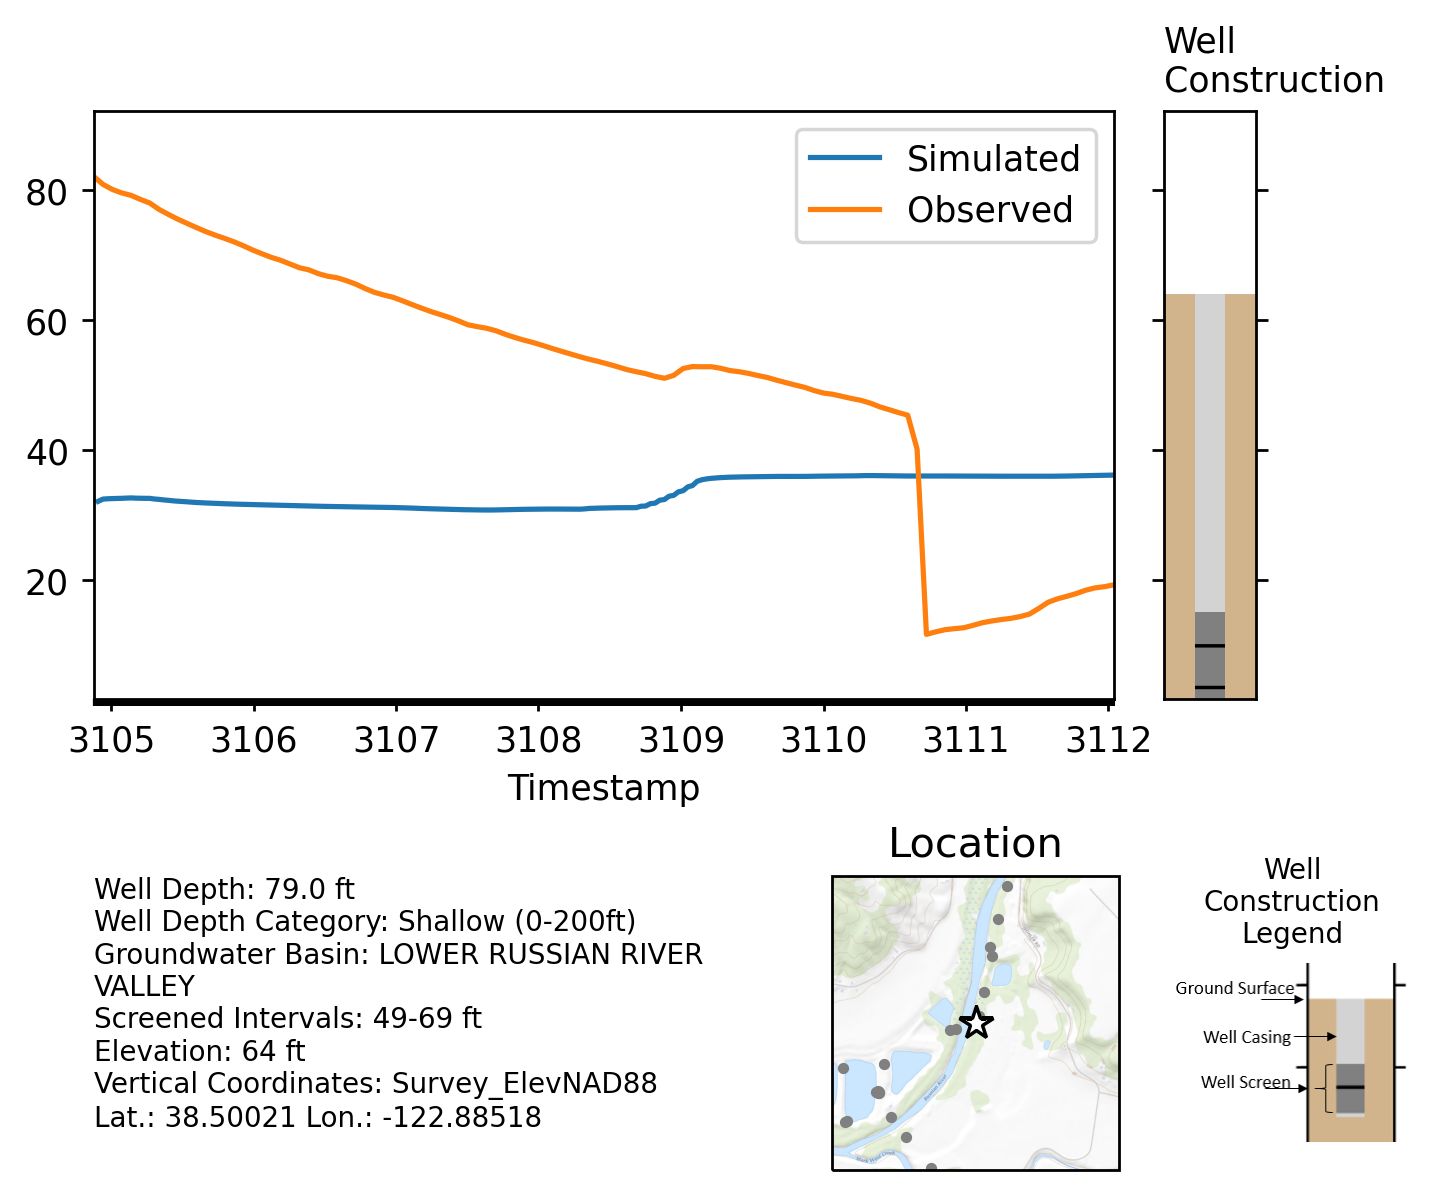 Well
Construction
Simulated
Observed
80
60
40
20
3105 3106 3107 3108 3109 3110 3111 3112
Timestamp
Well Depth: 79.0 ft
Well Depth Category: Shallow (0-200ft)
Groundwater Basin: LOWER RUSSIAN RIVER
VALLEY
Screened Intervals: 49-69 ft
Elevation: 64 ft
Vertical Coordinates: Survey_ElevNAD88
Lat.: 38.50021 Lon.: -122.88518
Location
Well
Construction
Legend
Ground Surface
Well Casing
Well Screen